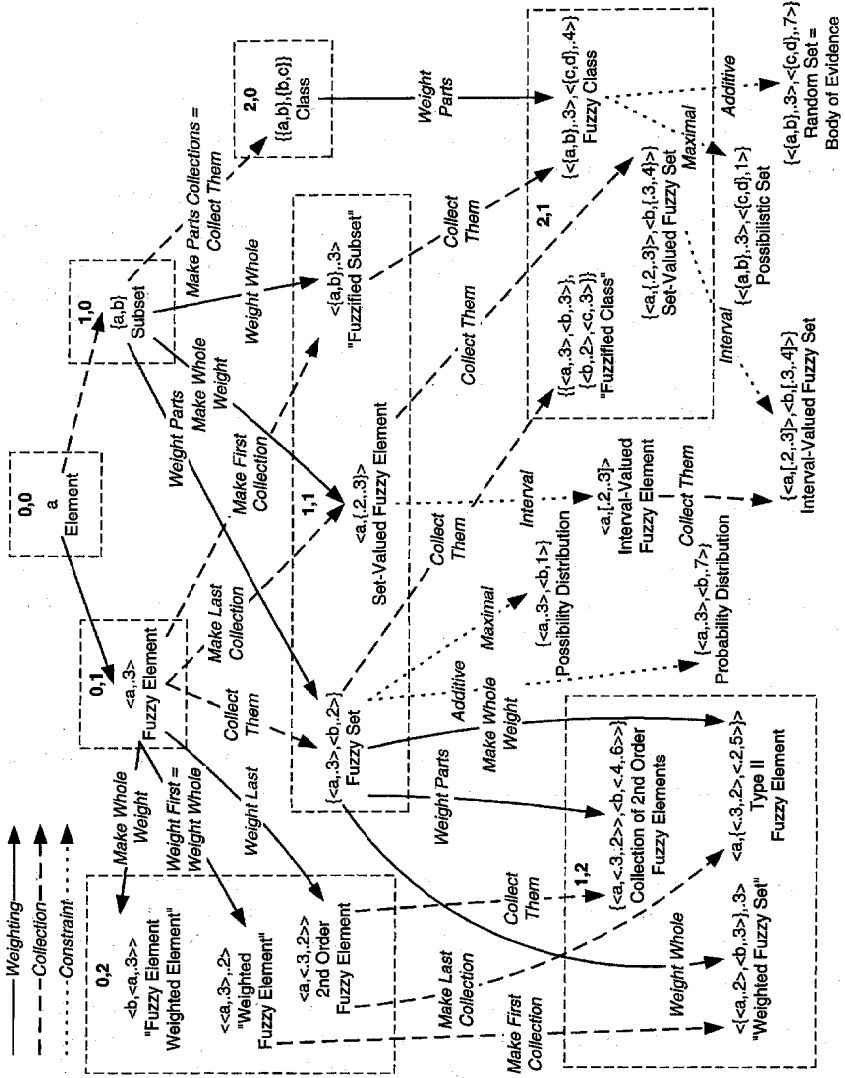 Weighting
Collection
Constraint
0,0
a
Element
0,1
<a,.3>
Fuzzy Element
1,0
{a,b}
Subset
2,0
{{a,b},{b,c}}
Class
Make Parts Collections =
Collect Them
Make Whole
Weight
Weight First =
Weight Whole
Weight Last
Collect
Them
Make Last
Collection
Make First
Collection
Weight Parts
Make Whole
Weight
Weight Whole
Weight
Parts
0,2
<b,<a,.3>>
"Fuzzy Element
Weighted Element"
<<a,.3>,.2>
"Weighted
Fuzzy Element"
<a,<.3,.2>>
2nd Order
Fuzzy Element
1,1
{<a,.3>,<b,.2>}
Fuzzy Set
<a,{.2,.3}>
Set-Valued Fuzzy Element
<{a,b},.3>
"Fuzzified Subset"
Collect
Them
Make Last
Collection
Make First
Collection
Weight Whole
Weight Parts
Make Whole
Weight
Additive
Maximal
Collect
Them
Interval
Collect Them
Collect
Them
1,2
<{<a,.2>,<b,.3>},.3>
"Weighted Fuzzy Set"
{<a,<.3,.2>>,<b,<.4,.6>>}
Collection of 2nd Order
Fuzzy Elements
<a,{<.3,.2>,<.2,.5>}>
Type II
Fuzzy Element
{<a,.3>,<b,1>}
Possibility Distribution
{<a,.3>,<b,.7>}
Probability Distribution
<a,[.2,.3]>
Interval-Valued
Fuzzy Element
Collect Them
{<a,[.2,.3]>,<b,[.3,.4]>}
Interval-Valued Fuzzy Set
2,1
{{<a,.3>,<b,.3>},
{<b,.2><c,.3>}}
"Fuzzified Class"
{<a,{.2,.3}>,<b,{.3,.4}>}
Set-Valued Fuzzy Set
{<{a,b},.3>,<{c,d},.4>}
Fuzzy Class
Interval
Maximal
Additive
{<{a,b},.3>,<{c,d},1>}
Possibilistic Set
{<{a,b},.3>,<{c,d},.7>}
Random Set =
Body of Evidence